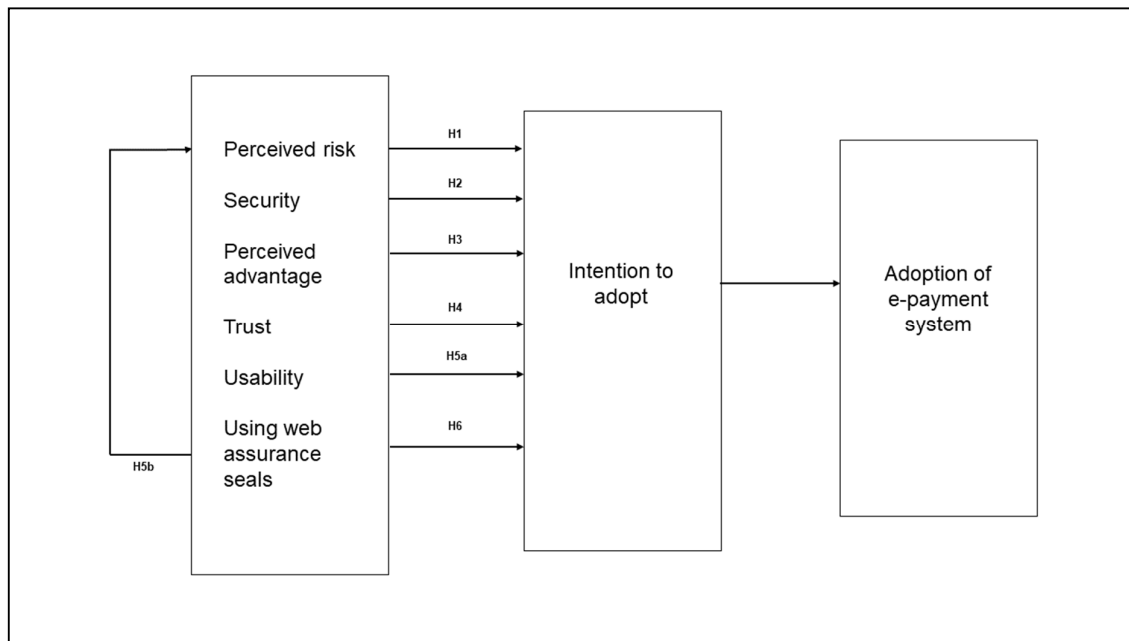 Perceived risk
Security
Perceived
advantage
Trust
Usability
Using web
assurance
seals
H5b
H1
H2
H3
H4
H5a
H6
Intention to
adopt
Adoption of
e-payment
system